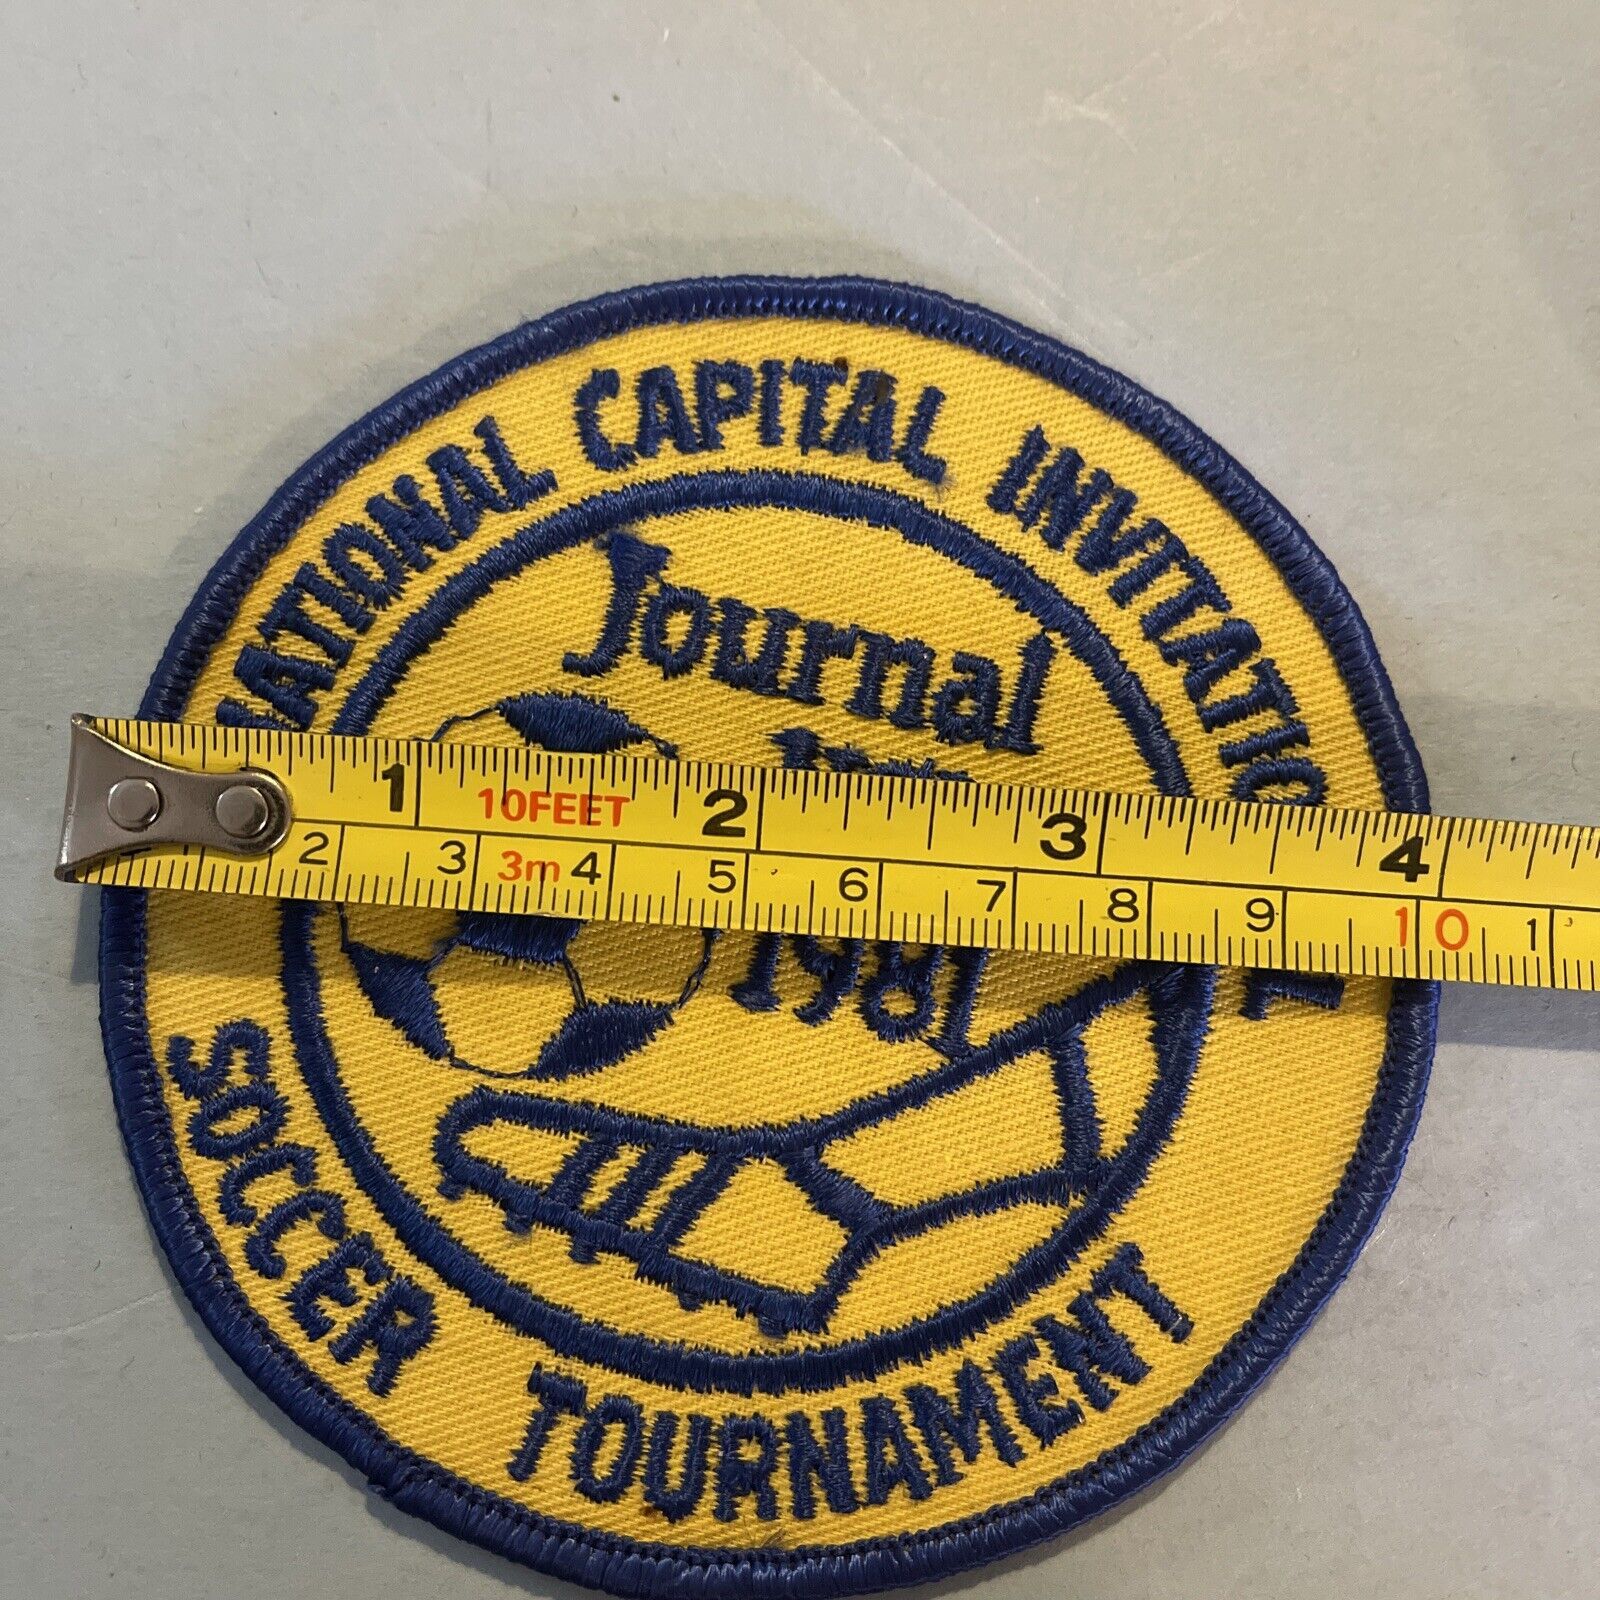 NATIONAL CAPITAL INVITATIONAL
Journal
1981
SOCCER TOURNAMENT
1 10FEET 2 3 4
2 3 3m 4 5 6 7 8 9 10 1